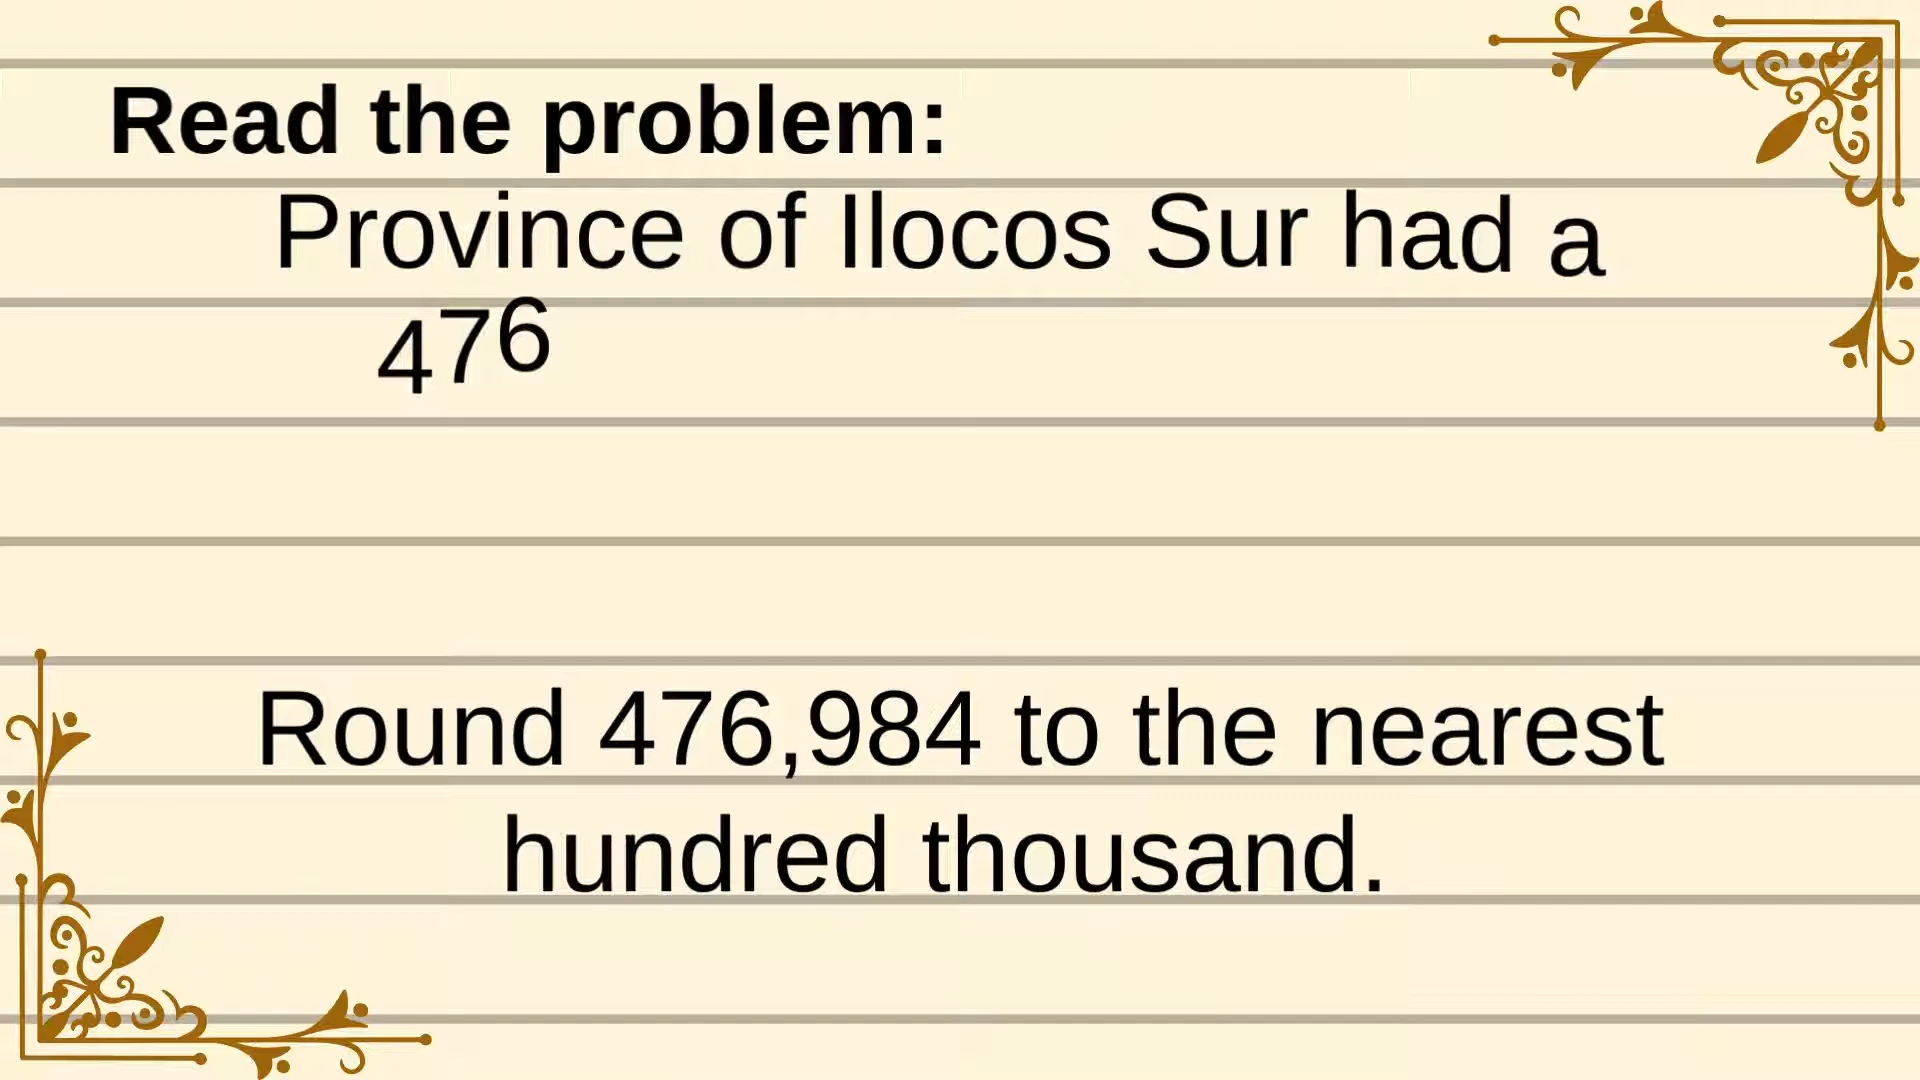 Read the problem:
Province of Ilocos Sur had a
476
Round 476,984 to the nearest
hundred thousand.